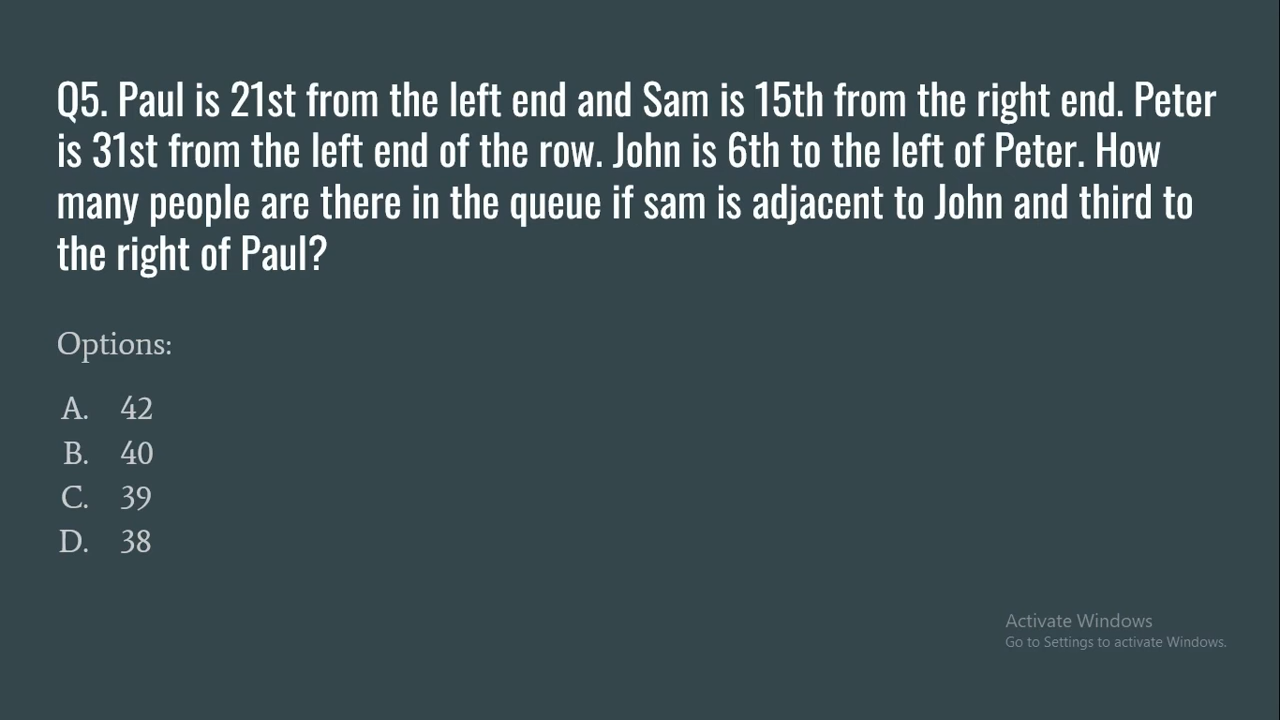 Q5. Paul is 21st from the left end and Sam is 15th from the right end. Peter
is 31st from the left end of the row. John is 6th to the left of Peter. How
many people are there in the queue if sam is adjacent to John and third to
the right of Paul?
Options:
A. 42
B. 40
C. 39
D. 38
Activate Windows
Go to Settings to activate Windows.